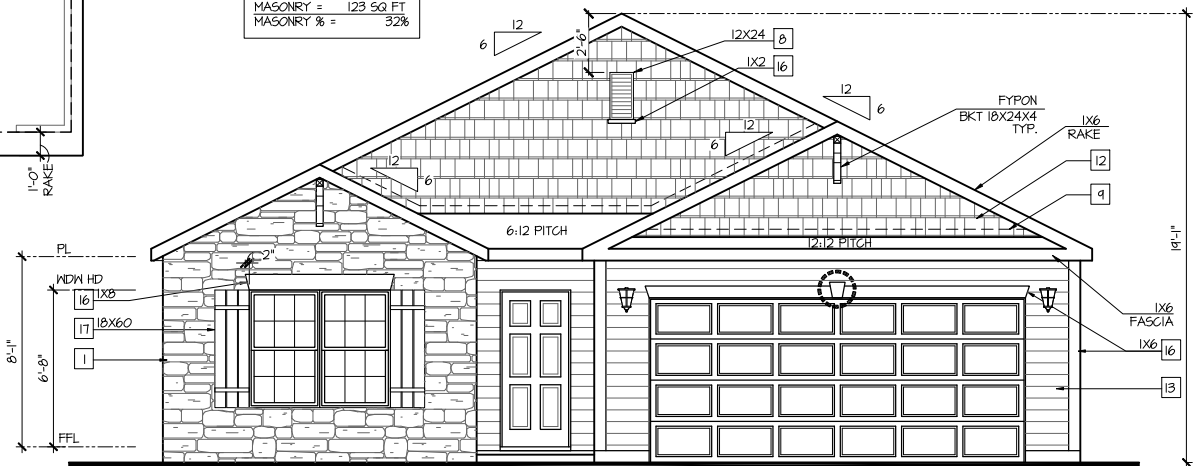 MASONRY = 123 SQ FT
MASONRY % = 32%
12
6
2'-6"
12X24 8
1X2 16
12
6
FYPON
BKT 18X24X4
TYP.
1X6
RAKE
12
9
1'-0"
RAKE
12
6
12
6
6:12 PITCH
12:12 PITCH
19'-1"
PL
2"
WDW HD
16 1X8
17 18X60
1
8'-1"
6'-8"
FFL
1X6
FASCIA
1X6 16
13